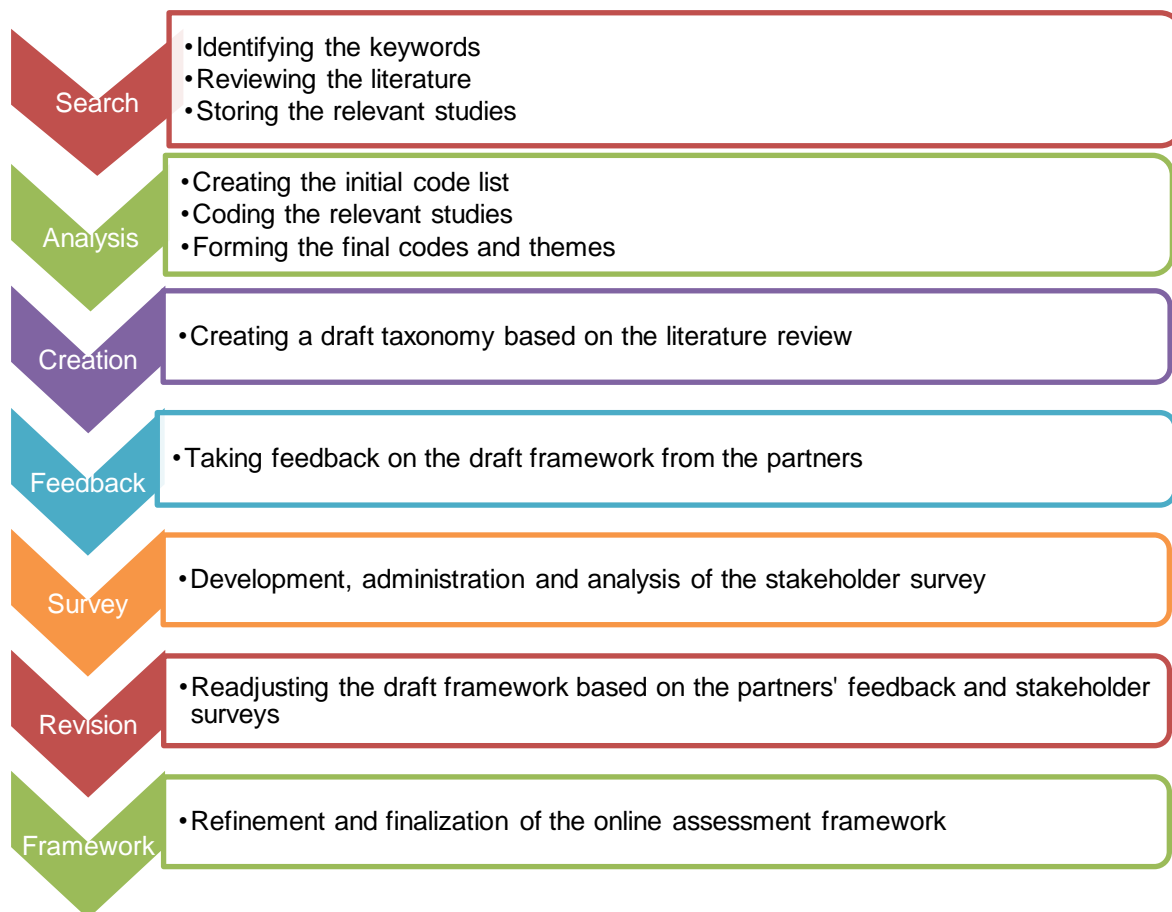 Search
•Identifying the keywords
•Reviewing the literature
•Storing the relevant studies
Analysis
•Creating the initial code list
•Coding the relevant studies
•Forming the final codes and themes
Creation
•Creating a draft taxonomy based on the literature review
Feedback
•Taking feedback on the draft framework from the partners
Survey
•Development, administration and analysis of the stakeholder survey
Revision
•Readjusting the draft framework based on the partners' feedback and stakeholder
surveys
Framework
•Refinement and finalization of the online assessment framework